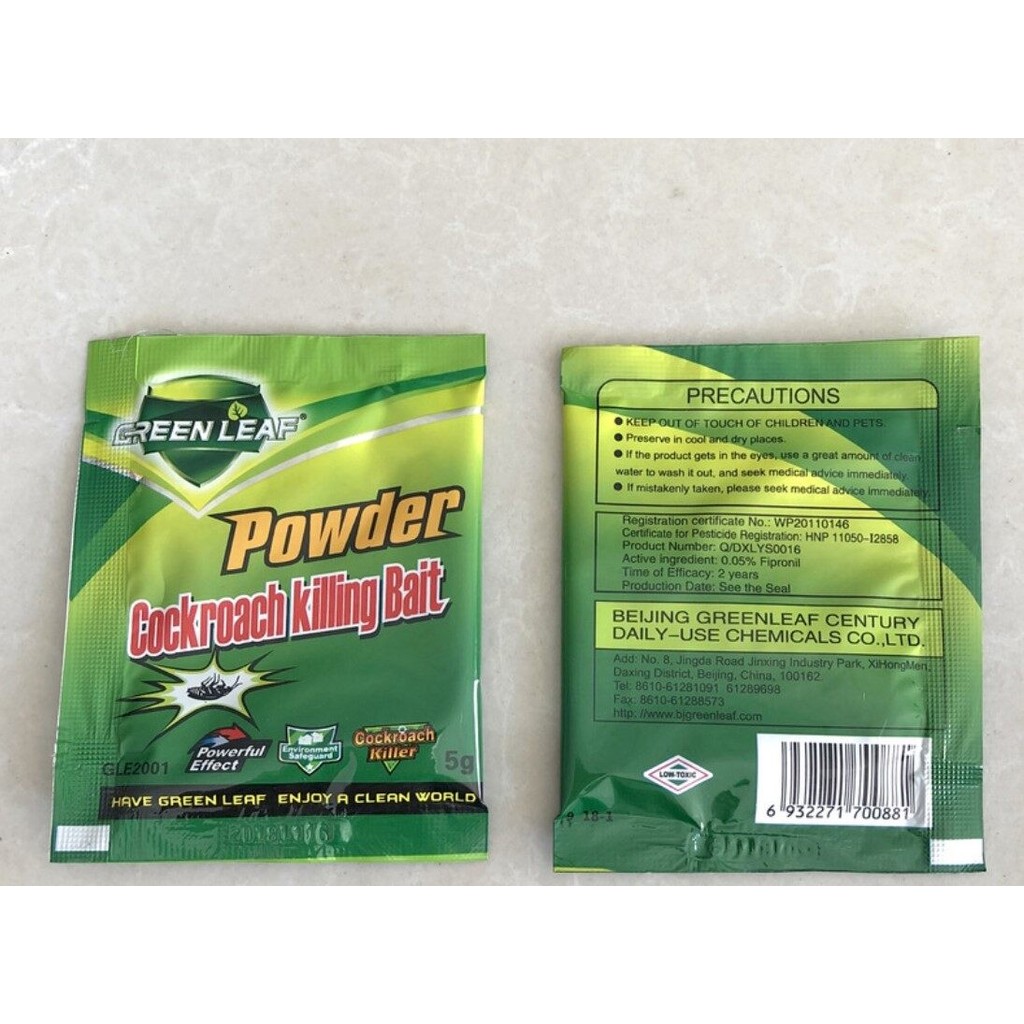 GREEN LEAF®
Powder
Cockroach killing Bait
Powerful
Effect
Environment
Safeguard
Cockroach
Killer
GLE2001
5g
HAVE GREEN LEAF ENJOY A CLEAN WORLD
PRECAUTIONS
● KEEP OUT OF TOUCH OF CHILDREN AND PETS.
● Preserve in cool and dry places.
● If the product gets in the eyes, use a great amount of clean
water to wash it out, and seek medical advice immediately.
● If mistakenly taken, please seek medical advice immediately.
Registration certificate No.: WP20110146
Certificate for Pesticide Registration: HNP 11050-I2858
Product Number: Q/DXLYS0016
Active ingredient: 0.05% Fipronil
Time of Efficacy: 2 years
Production Date: See the Seal
BEIJING GREENLEAF CENTURY
DAILY-USE CHEMICALS CO.,LTD.
Add: No. 8, Jingda Road Jinxing Industry Park, XiHongMen,
Daxing District, Beijing, China, 100162.
Tel: 8610-61281091 61289698
Fax: 8610-61288573
http: //www.bjgreenleaf.com
LOW-TOXIC
6 932271 700881
18-1